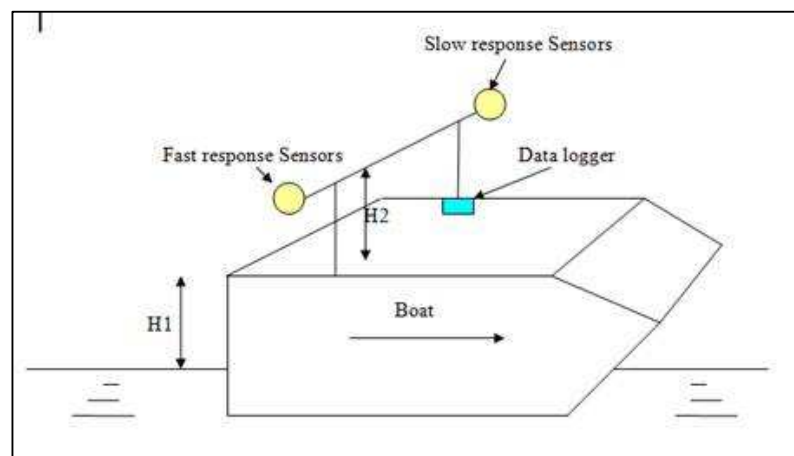 Slow response Sensors
Fast response Sensors
Data logger
H2
H1
Boat